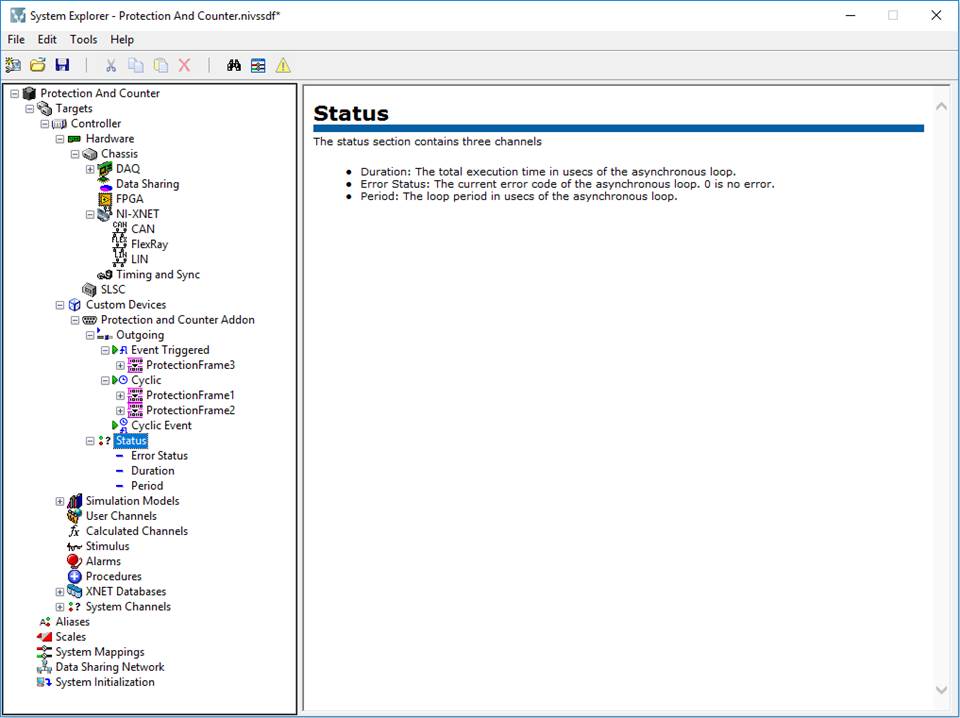 System Explorer - Protection And Counter.nivssdf*
File Edit Tools Help
Protection And Counter
Targets
Controller
Hardware
Chassis
DAQ
Data Sharing
FPGA
NI-XNET
CAN
FlexRay
LIN
Timing and Sync
SLSC
Custom Devices
Protection and Counter Addon
Outgoing
Event Triggered
ProtectionFrame3
Cyclic
ProtectionFrame1
ProtectionFrame2
Cyclic Event
Status
Error Status
Duration
Period
Simulation Models
User Channels
Calculated Channels
Stimulus
Alarms
Procedures
XNET Databases
System Channels
Aliases
Scales
System Mappings
Data Sharing Network
System Initialization
Status
The status section contains three channels
• Duration: The total execution time in usecs of the asynchronous loop.
• Error Status: The current error code of the asynchronous loop. 0 is no error.
• Period: The loop period in usecs of the asynchronous loop.